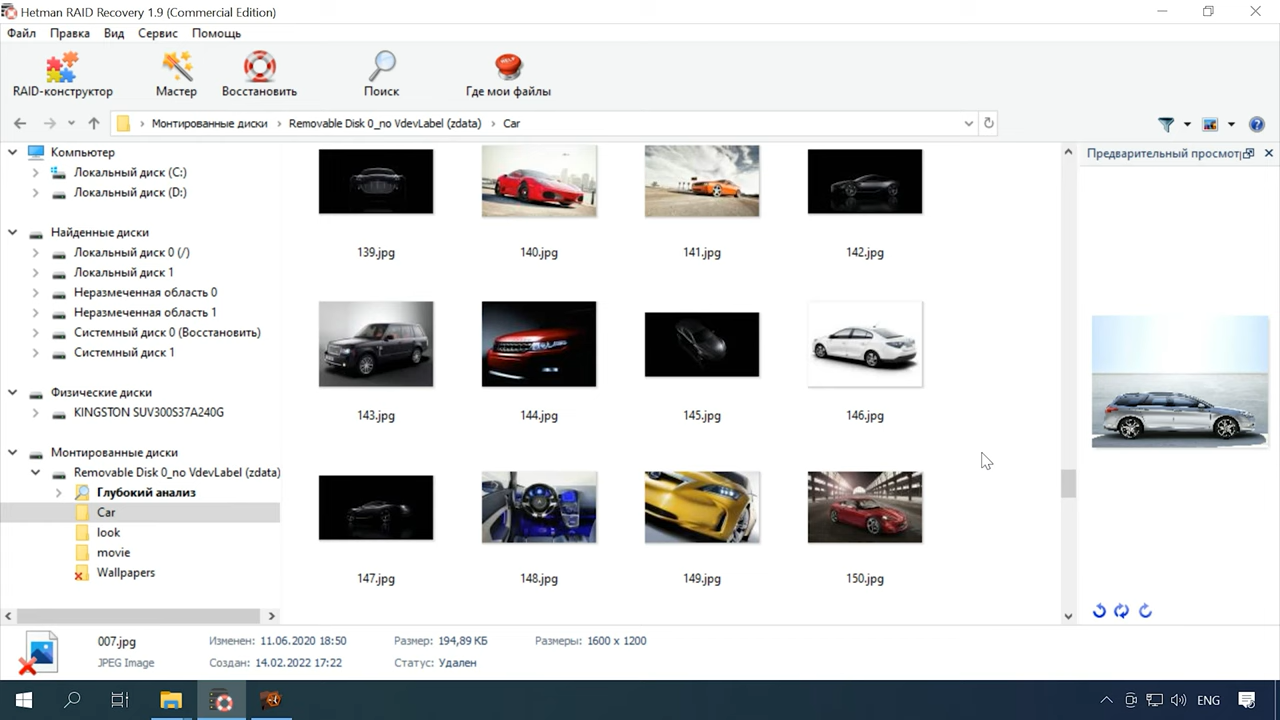 Hetman RAID Recovery 1.9 (Commercial Edition)
Файл Правка Вид Сервис Помощь
RAID-конструктор Мастер Восстановить Поиск Где мои файлы
Монтированные диски Removable Disk 0_no VdevLabel (zdata) Car
Компьютер
Локальный диск (C:)
Локальный диск (D:)
Найденные диски
Локальный диск 0 (/)
Локальный диск 1
Неразмеченная область 0
Неразмеченная область 1
Системный диск 0 (Восстановить)
Системный диск 1
Физические диски
KINGSTON SUV300S37A240G
Монтированные диски
Removable Disk 0_no VdevLabel (zdata)
Глубокий анализ
Car
look
movie
Wallpapers
139.jpg 140.jpg 141.jpg 142.jpg
143.jpg 144.jpg 145.jpg 146.jpg
147.jpg 148.jpg 149.jpg 150.jpg
Предварительный просмотр
007.jpg Изменен: 11.06.2020 18:50 Размер: 194,89 КБ Размеры: 1600 x 1200
JPEG Image Создан: 14.02.2022 17:22 Статус: Удален
ENG